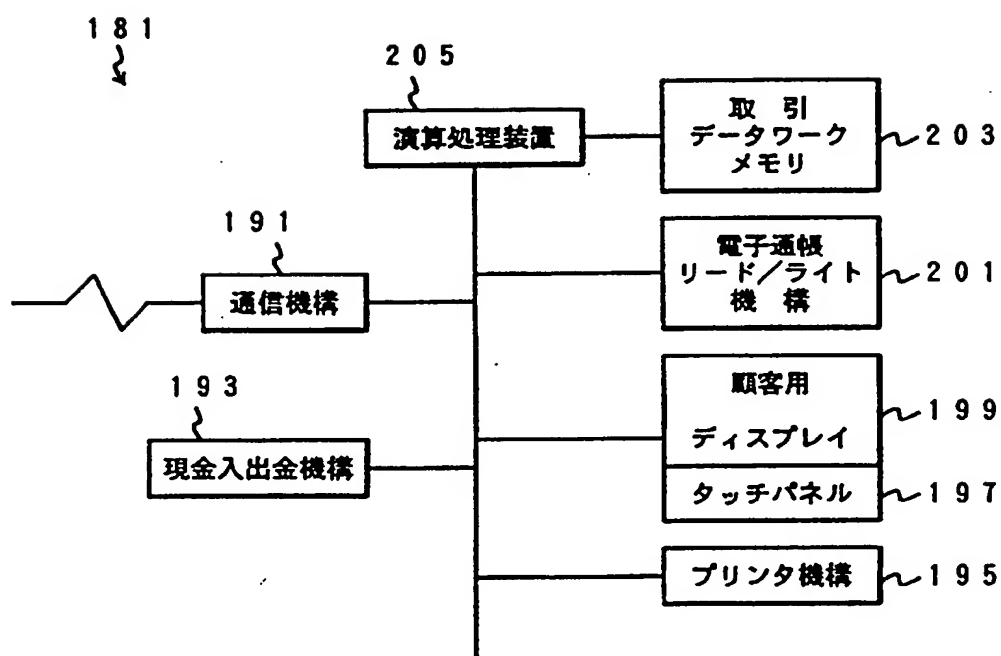 181
205
演算処理装置
取 引
データワーク
メモリ
203
191
通信機構
電子通帳
リード/ライト
機 構
201
193
現金入出金機構
顧客用
ディスプレイ
199
タッチパネル
197
プリンタ機構
195